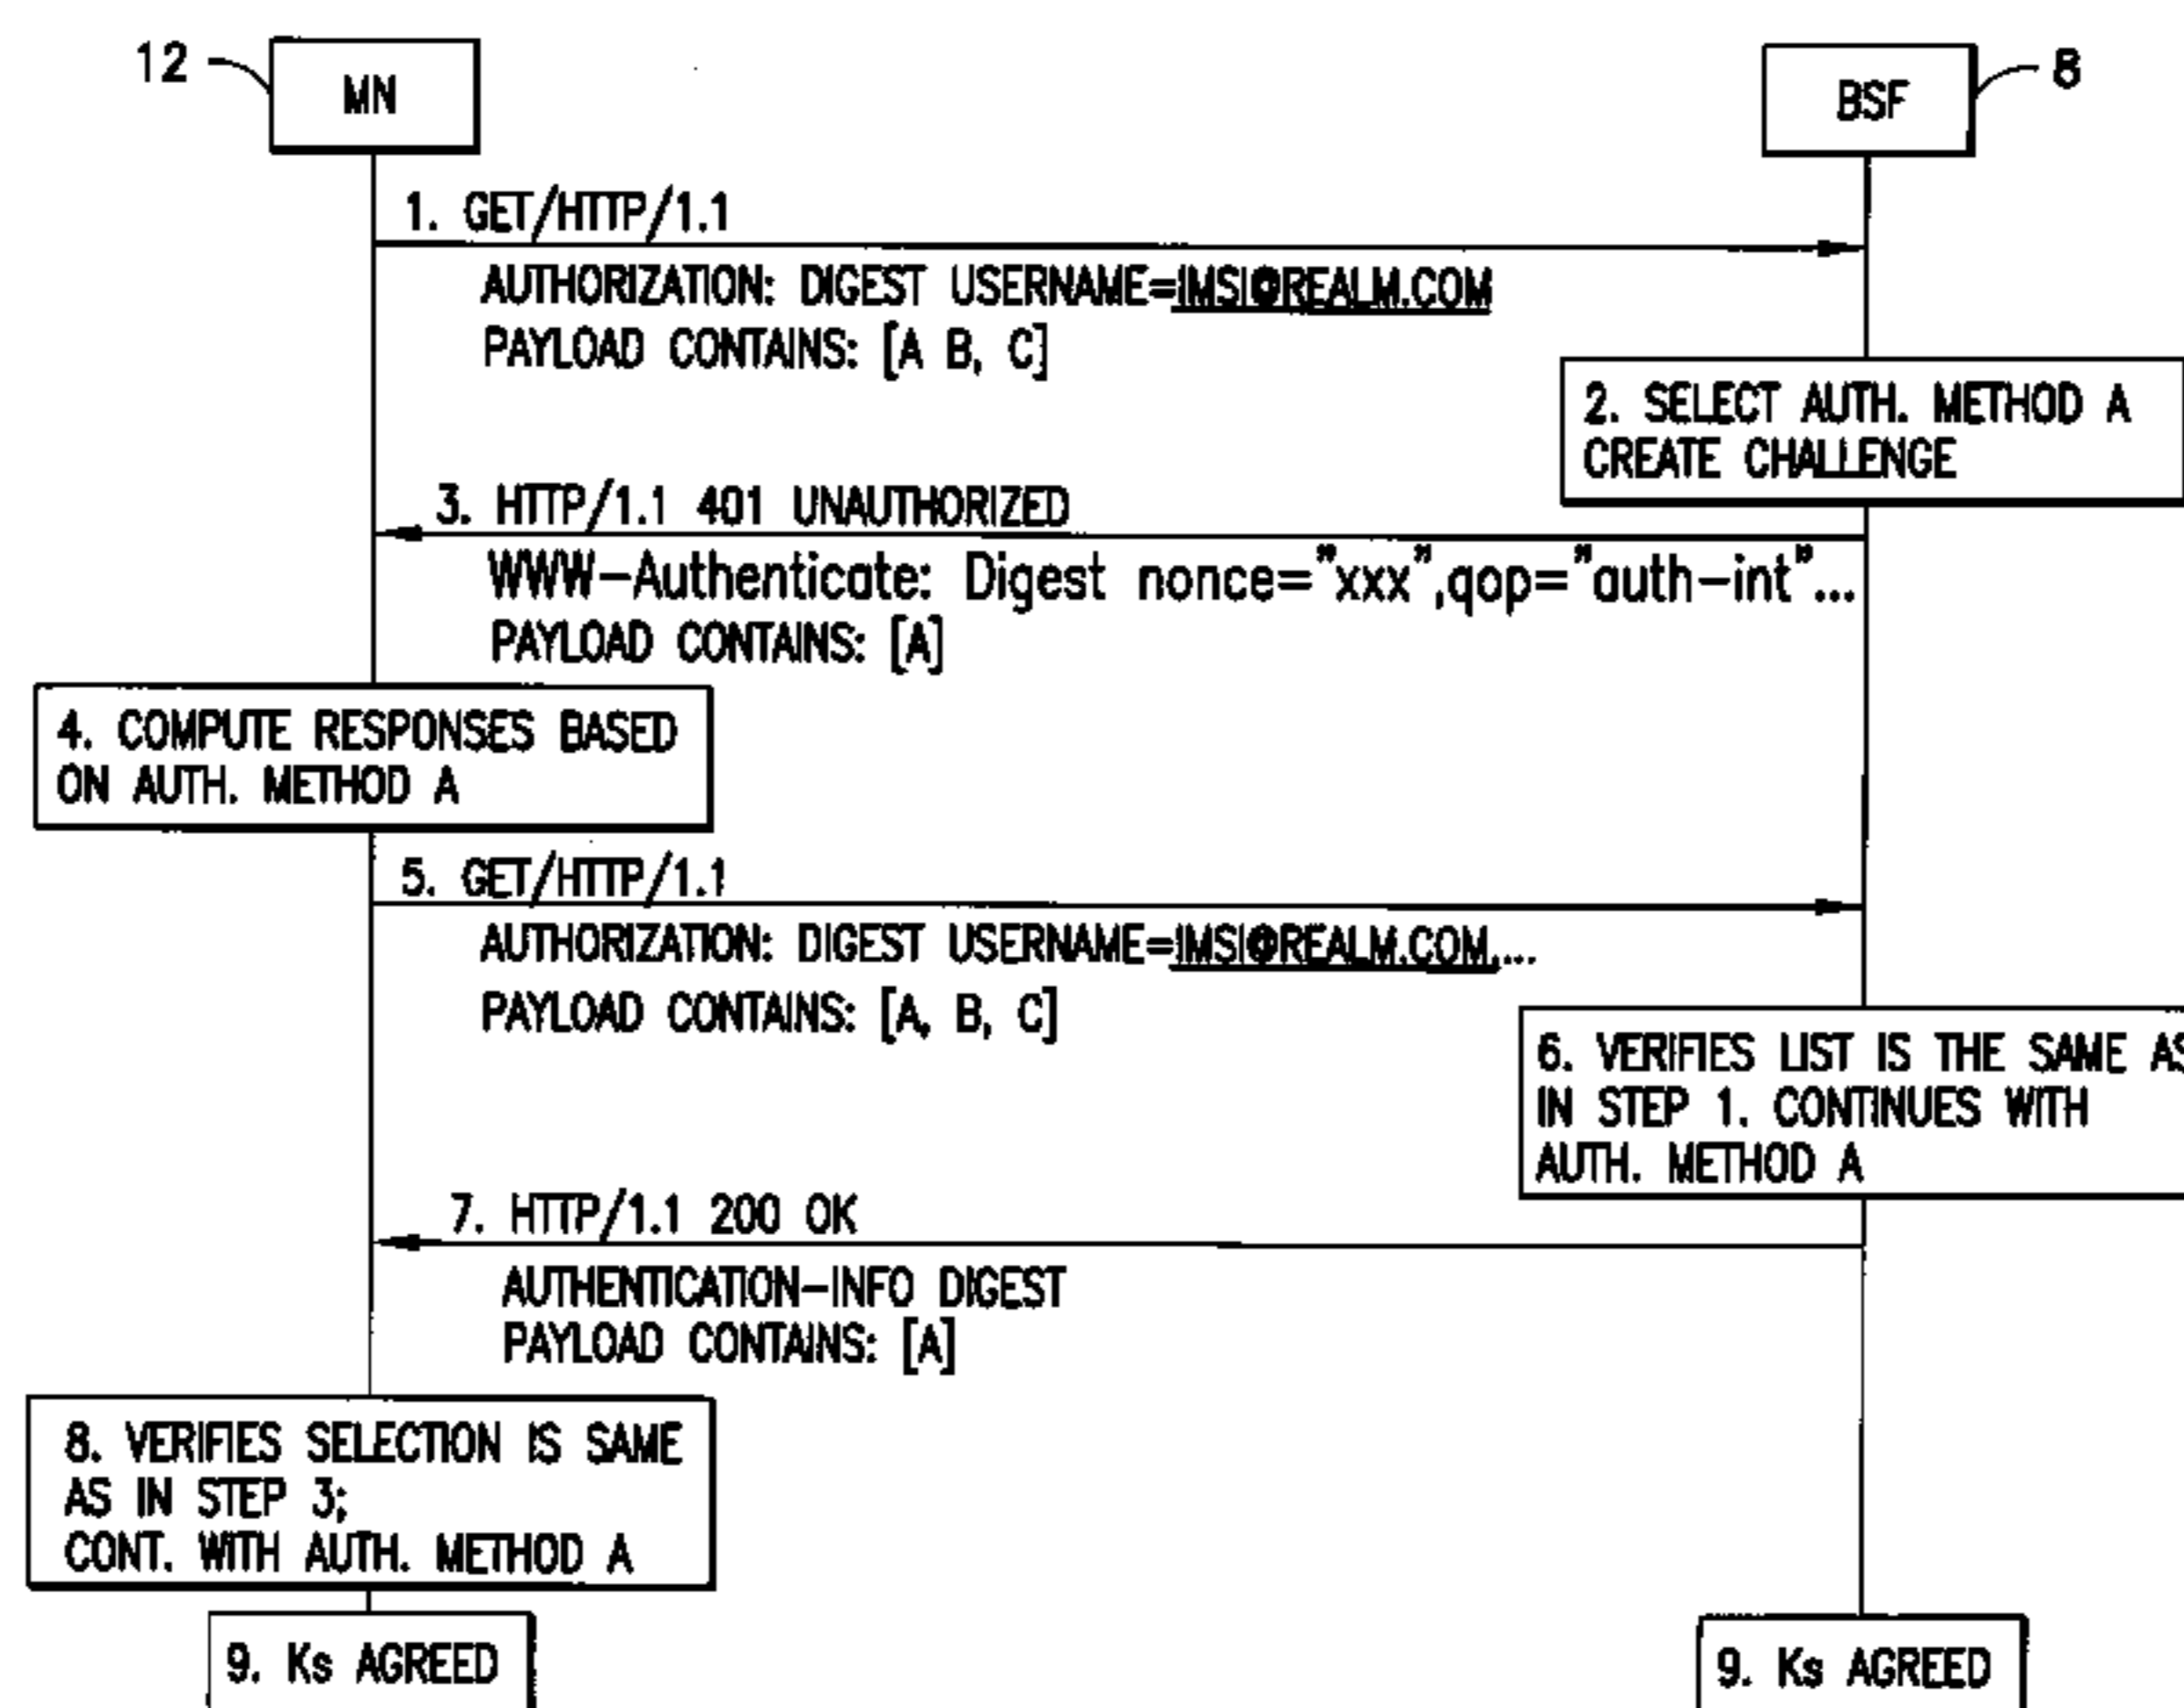 12
MN
BSF
8
1. GET/HTTP/1.1
AUTHORIZATION: DIGEST USERNAME=IMSI@REALM.COM
PAYLOAD CONTAINS: [A B, C]
2. SELECT AUTH. METHOD A
CREATE CHALLENGE
3. HTTP/1.1 401 UNAUTHORIZED
WWW-Authenticate: Digest nonce="xxx",qop="auth-int"...
PAYLOAD CONTAINS: [A]
4. COMPUTE RESPONSES BASED
ON AUTH. METHOD A
5. GET/HTTP/1.1
AUTHORIZATION: DIGEST USERNAME=IMSI@REALM.COM....
PAYLOAD CONTAINS: [A, B, C]
6. VERIFIES LIST IS THE SAME AS
IN STEP 1. CONTINUES WITH
AUTH. METHOD A
7. HTTP/1.1 200 OK
AUTHENTICATION-INFO DIGEST
PAYLOAD CONTAINS: [A]
8. VERIFIES SELECTION IS SAME
AS IN STEP 3;
CONT. WITH AUTH. METHOD A
9. Ks AGREED
9. Ks AGREED